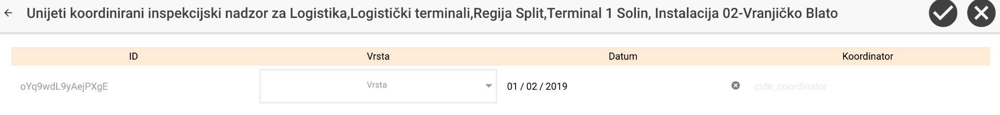 Unijeti koordinirani inspekcijski nadzor za Logistika,Logistički terminali,Regija Split,Terminal 1 Solin, Instalacija 02-Vranjičko Blato
ID Vrsta Datum Koordinator
oYq9wdL9yAejPXgE Vrsta 01 / 02 / 2019 cide_coordinator